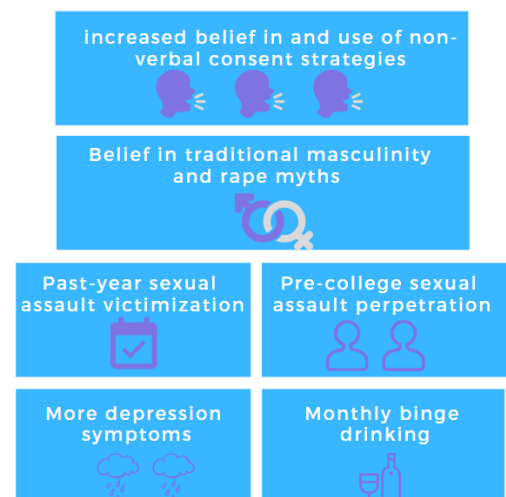 increased belief in and use of non-
verbal consent strategies
Belief in traditional masculinity
and rape myths
Past-year sexual
assault victimization
Pre-college sexual
assault perpetration
More depression
symptoms
Monthly binge
drinking